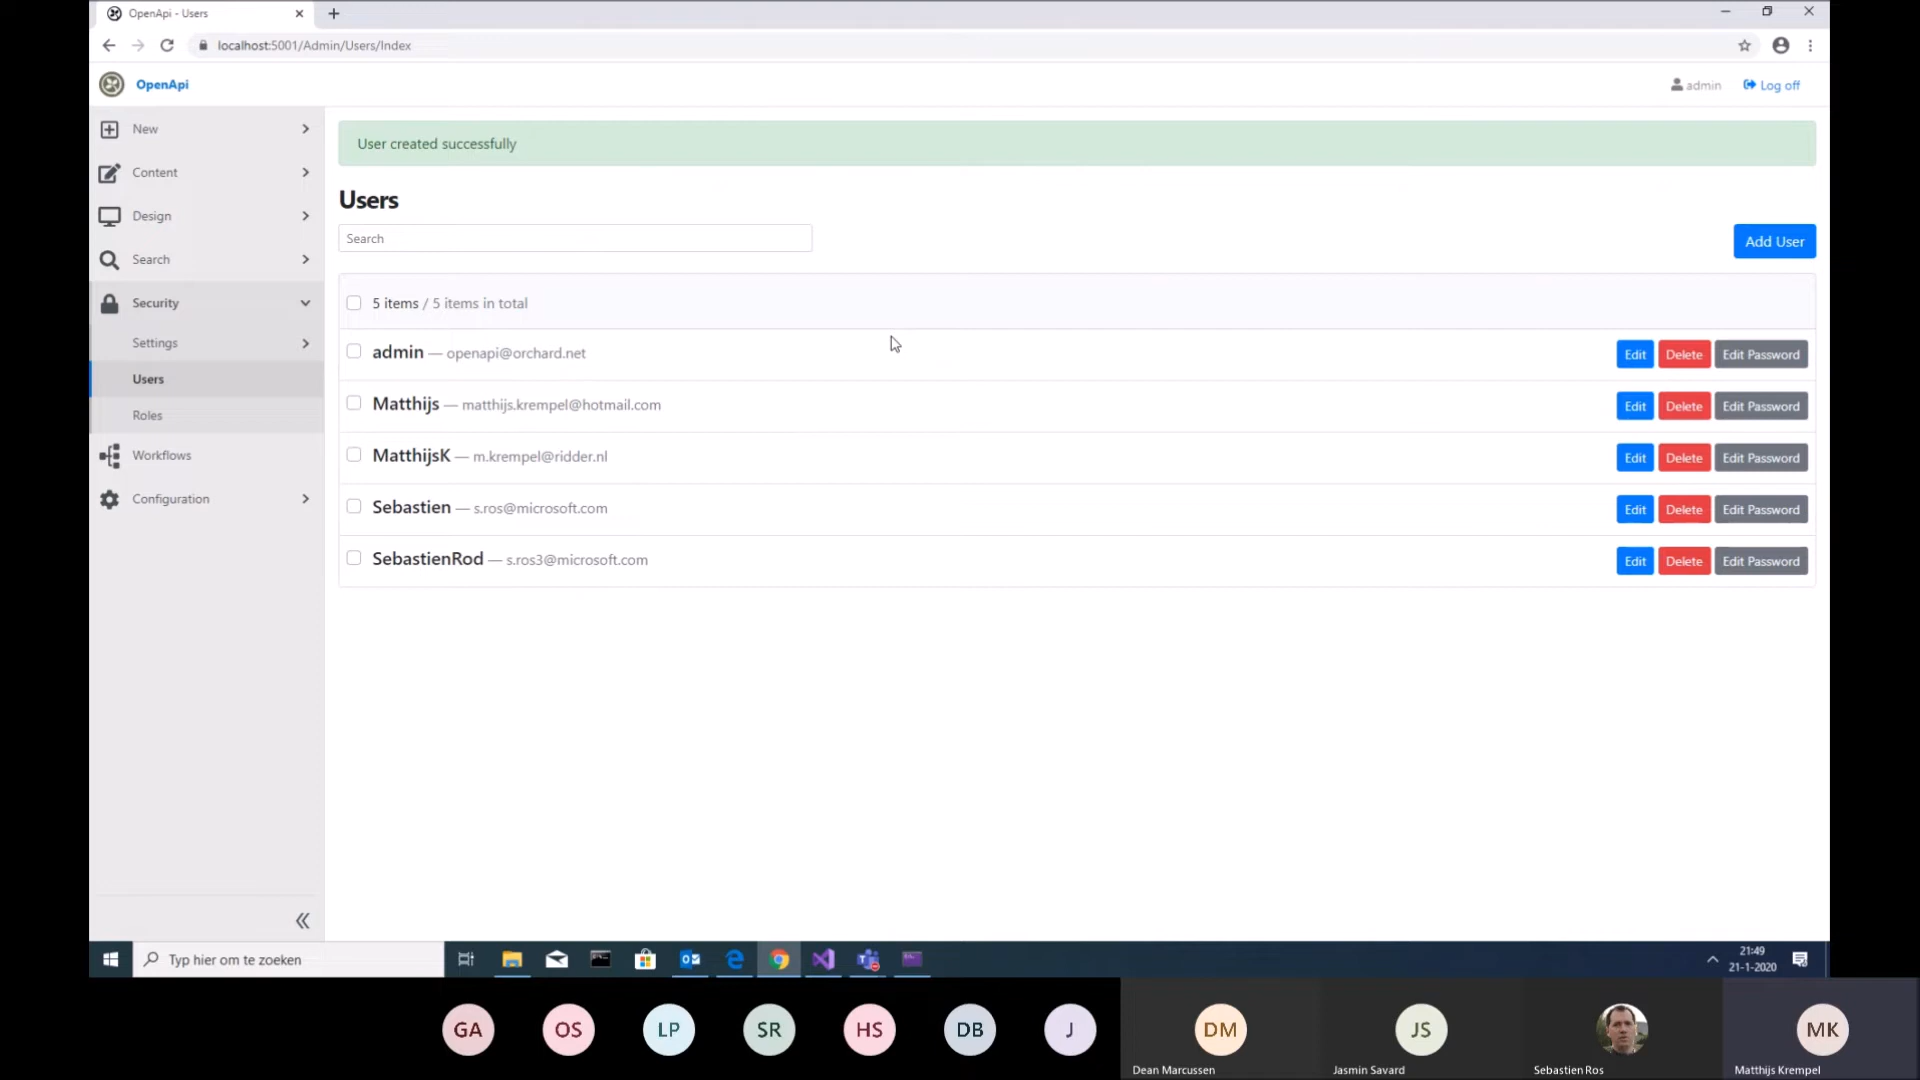 OpenApi - Users
localhost:5001/Admin/Users/Index
OpenApi
admin
Log off
New
Content
Design
Search
Security
Settings
Users
Roles
Workflows
Configuration
User created successfully
Users
Search
Add User
5 items / 5 items in total
admin — openapi@orchard.net Edit Delete Edit Password
Matthijs — matthijs.krempel@hotmail.com Edit Delete Edit Password
MatthijsK — m.krempel@ridder.nl Edit Delete Edit Password
Sebastien — s.ros@microsoft.com Edit Delete Edit Password
SebastienRod — s.ros3@microsoft.com Edit Delete Edit Password
Typ hier om te zoeken
21:49
21-1-2020
GA OS LP SR HS DB J DM JS MK
Dean Marcussen Jasmin Savard Sebastien Ros Matthijs Krempel